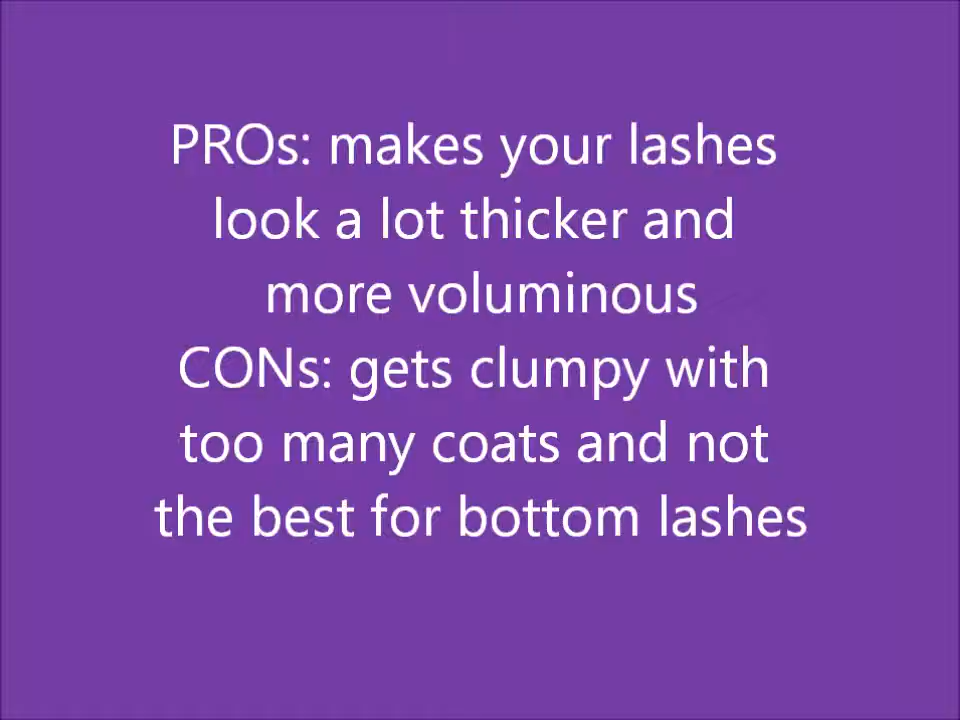 PROs: makes your lashes
look a lot thicker and
more voluminous
CONs: gets clumpy with
too many coats and not
the best for bottom lashes